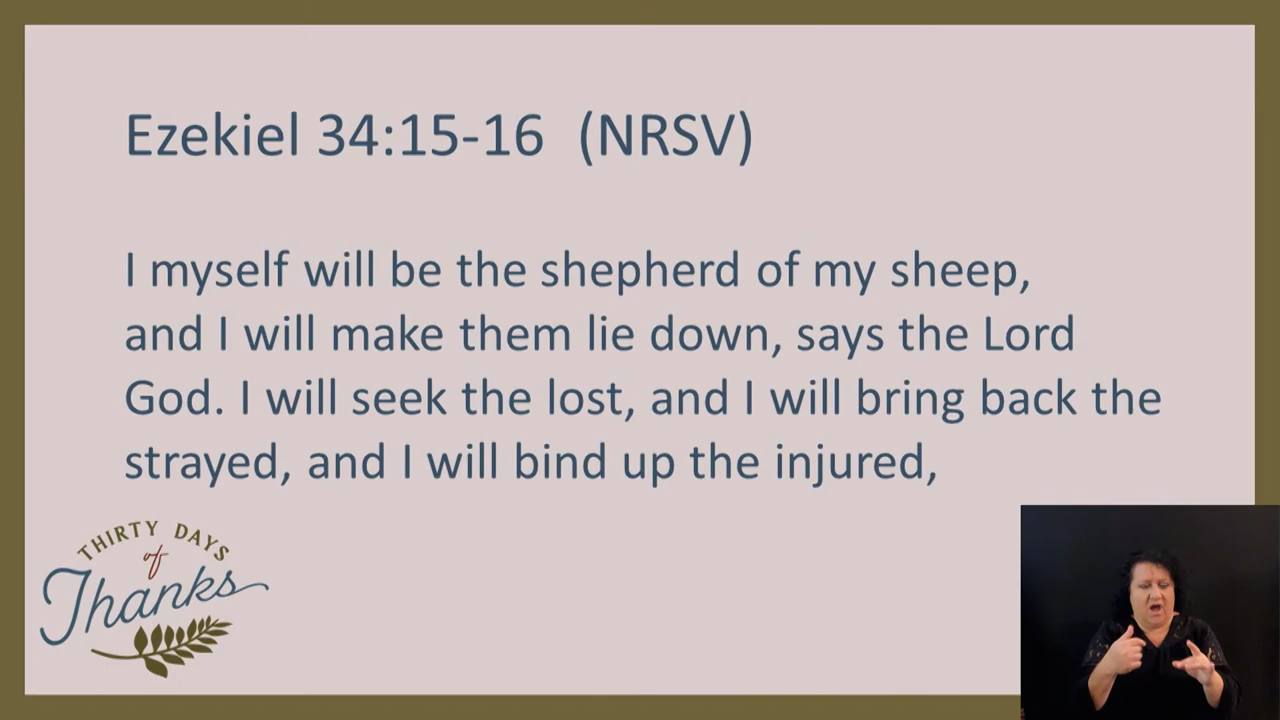 Ezekiel 34:15-16 (NRSV)
I myself will be the shepherd of my sheep,
and I will make them lie down, says the Lord
God. I will seek the lost, and I will bring back the
strayed, and I will bind up the injured,
THIRTY DAYS
of
Thanks